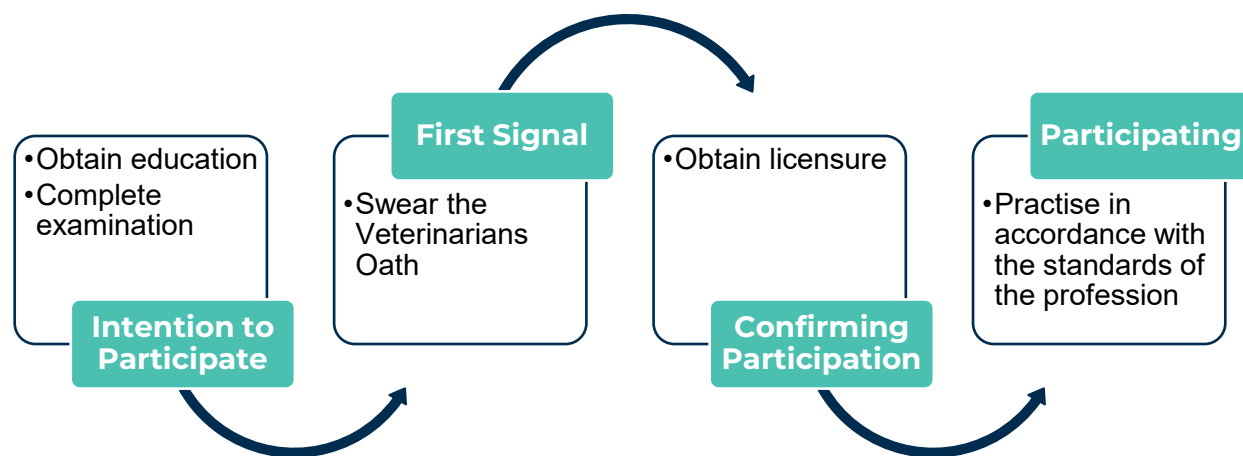 •Obtain education
•Complete
examination
Intention to
Participate
First Signal
•Swear the
Veterinarians
Oath
•Obtain licensure
Confirming
Participation
Participating
•Practise in
accordance with
the standards of
the profession